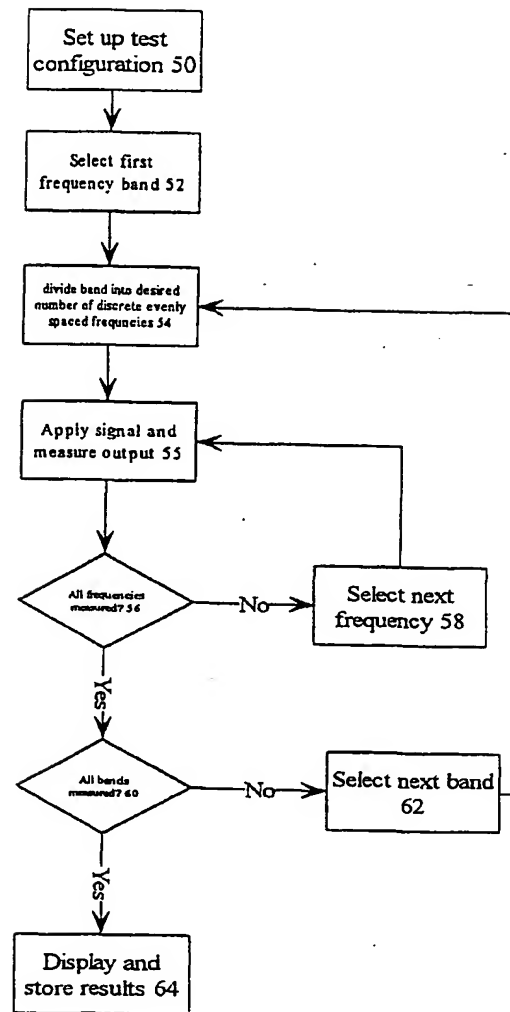 Set up test
configuration 50
Select first
frequency band 52
divide band into desired
number of discrete evenly
spaced frequncies 54
Apply signal and
measure output 55
All frequencies
measured? 56
No
Select next
frequency 58
Yes
All bands
measured? 60
No
Select next band
62
Yes
Display and
store results 64